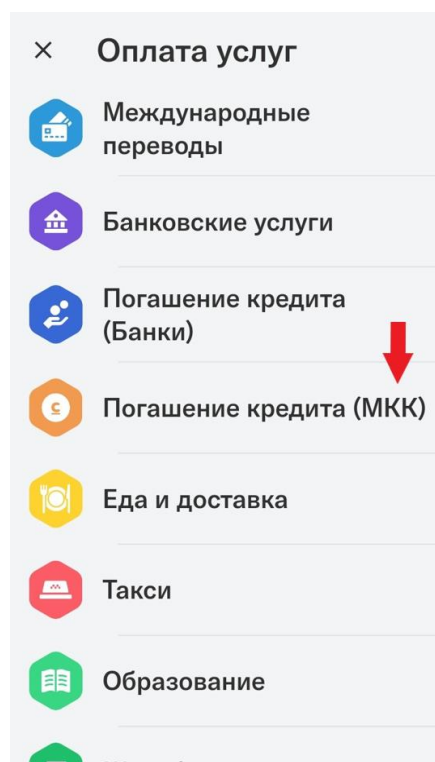 Оплата услуг
Международные
переводы
Банковские услуги
Погашение кредита
(Банки)
Погашение кредита (МКК)
Еда и доставка
Такси
Образование